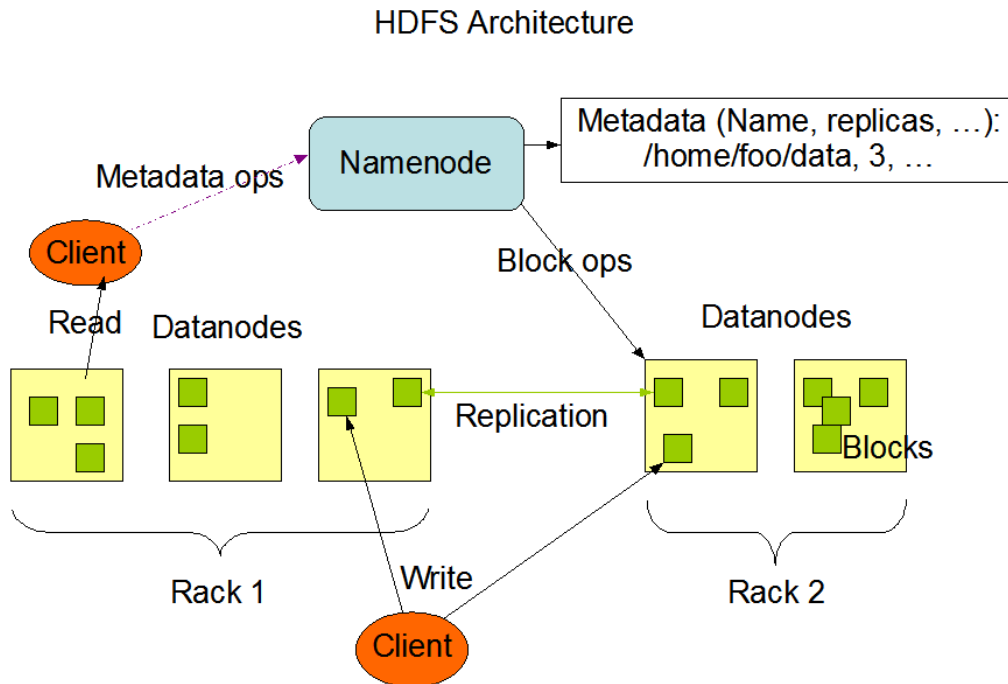 HDFS Architecture
Metadata (Name, replicas, …):
/home/foo/data, 3, …
Namenode
Metadata ops
Client
Block ops
Read
Datanodes
Datanodes
Replication
Blocks
Rack 1
Write
Rack 2
Client